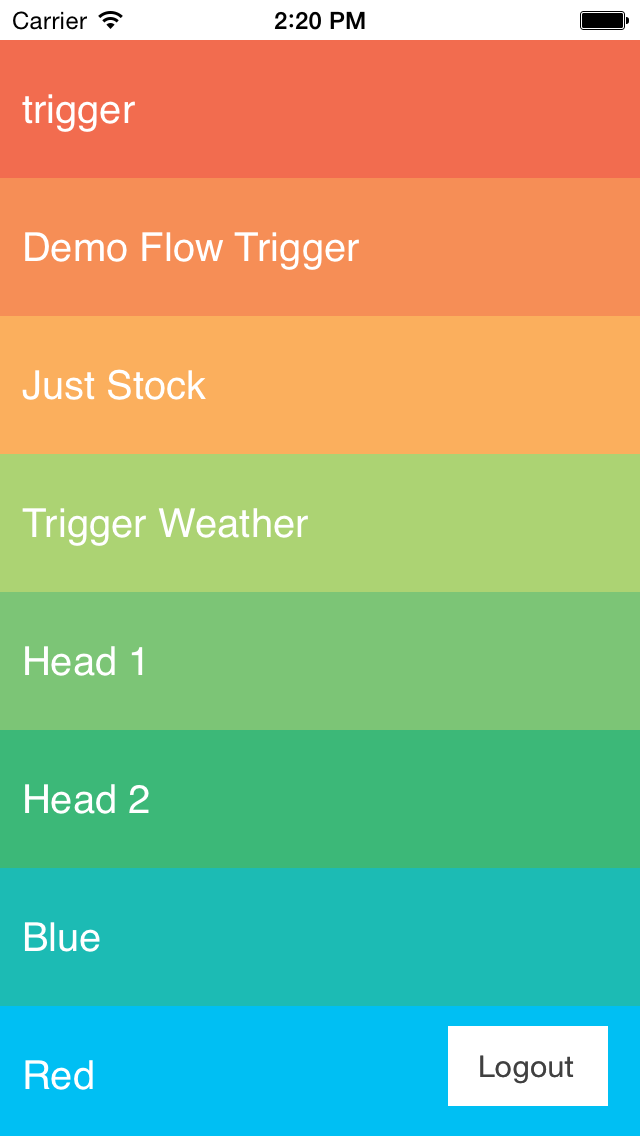 Carrier 2:20 PM
trigger
Demo Flow Trigger
Just Stock
Trigger Weather
Head 1
Head 2
Blue
Red
Logout